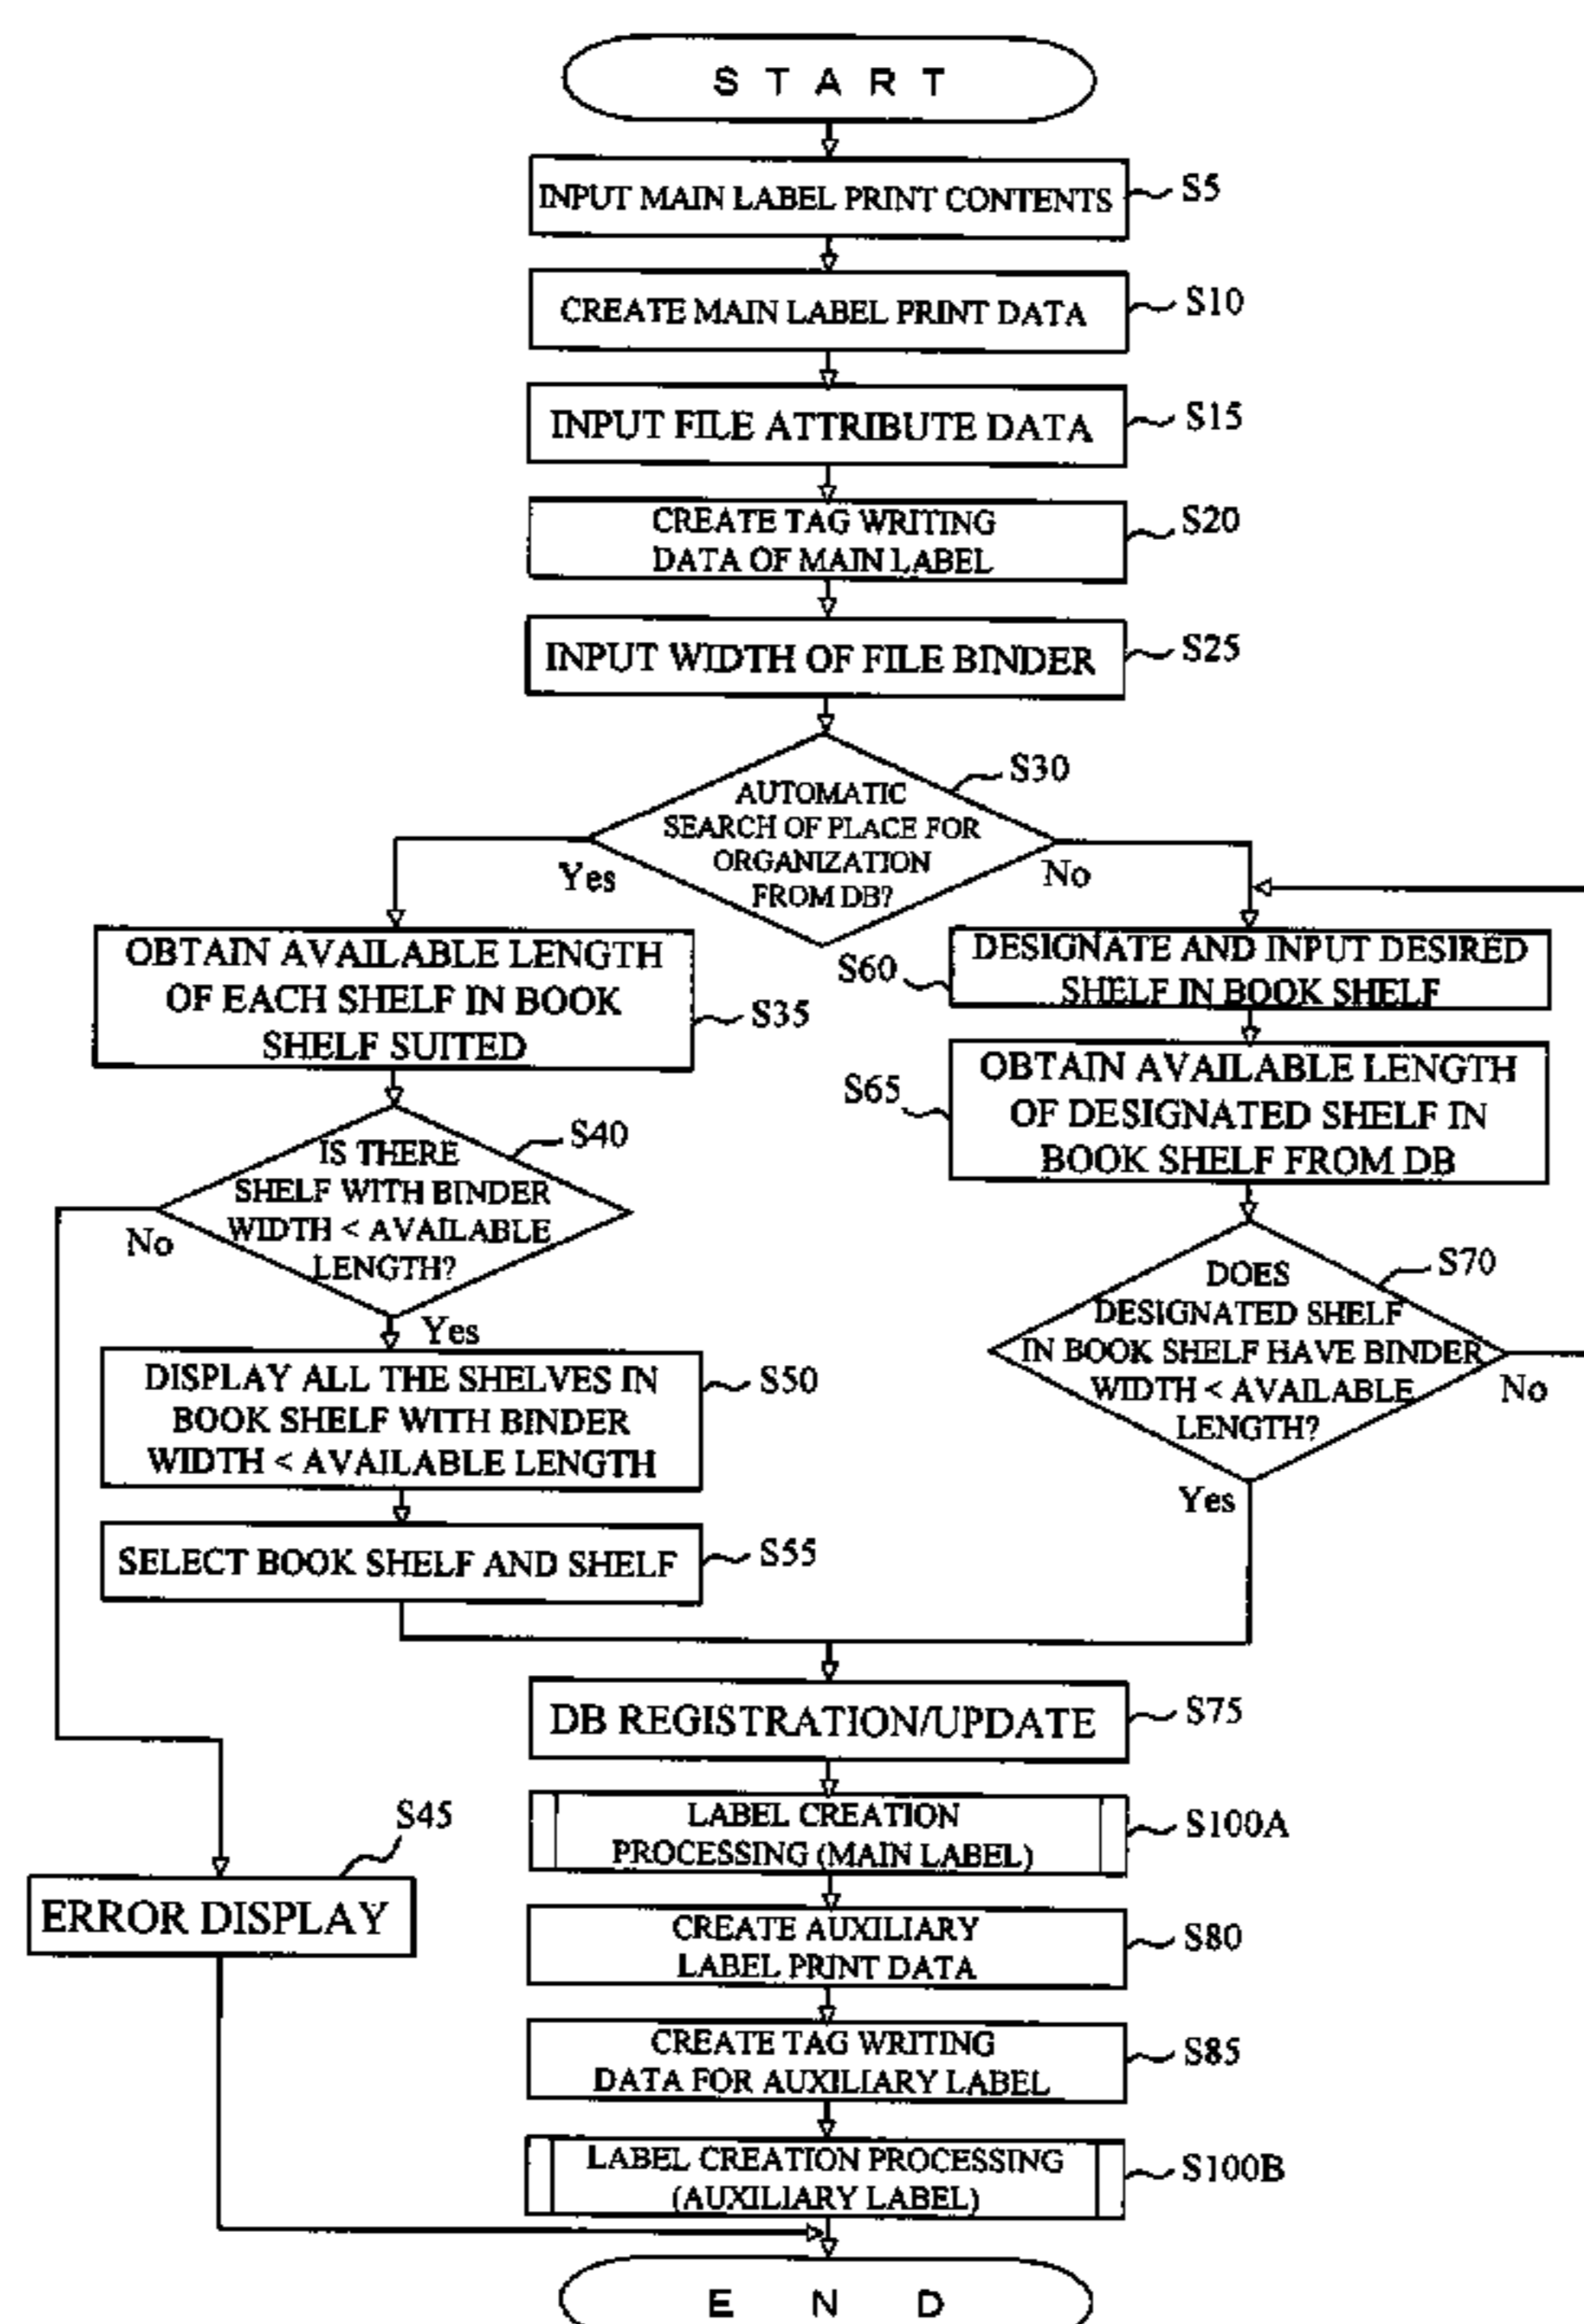 START
INPUT MAIN LABEL PRINT CONTENTS
S5
CREATE MAIN LABEL PRINT DATA
S10
INPUT FILE ATTRIBUTE DATA
S15
CREATE TAG WRITING
DATA OF MAIN LABEL
S20
INPUT WIDTH OF FILE BINDER
S25
AUTOMATIC
SEARCH OF PLACE FOR
ORGANIZATION
FROM DB?
S30
Yes
No
OBTAIN AVAILABLE LENGTH
OF EACH SHELF IN BOOK
SHELF SUITED
S35
IS THERE
SHELF WITH BINDER
WIDTH < AVAILABLE
LENGTH?
S40
No
Yes
DISPLAY ALL THE SHELVES IN
BOOK SHELF WITH BINDER
WIDTH < AVAILABLE LENGTH
S50
SELECT BOOK SHELF AND SHELF
S55
S60
DESIGNATE AND INPUT DESIRED
SHELF IN BOOK SHELF
S65
OBTAIN AVAILABLE LENGTH
OF DESIGNATED SHELF IN
BOOK SHELF FROM DB
S70
DOES
DESIGNATED SHELF
IN BOOK SHELF HAVE BINDER
WIDTH < AVAILABLE
LENGTH?
No
Yes
DB REGISTRATION/UPDATE
S75
LABEL CREATION
PROCESSING (MAIN LABEL)
S100A
S45
ERROR DISPLAY
CREATE AUXILIARY
LABEL PRINT DATA
S80
CREATE TAG WRITING
DATA FOR AUXILIARY LABEL
S85
LABEL CREATION PROCESSING
(AUXILIARY LABEL)
S100B
END